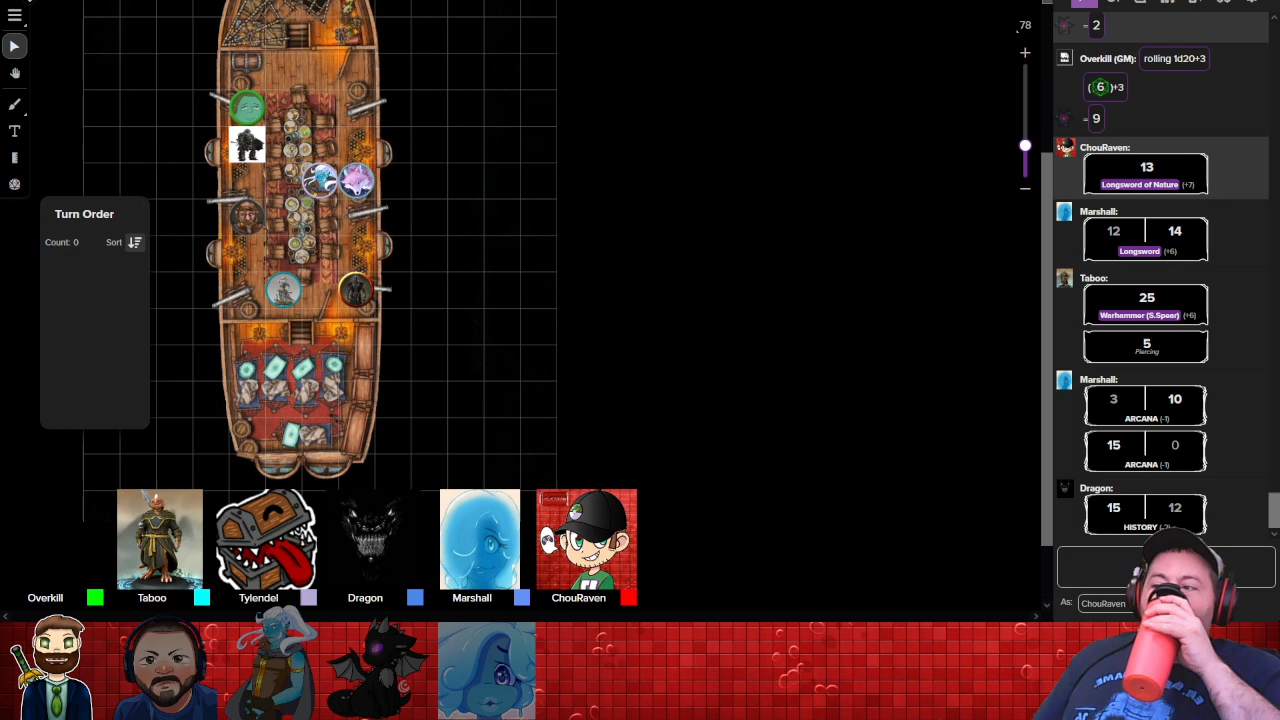 .78
= 2
Overkill (GM): rolling 1d20+3
( 6 )+3
= 9
ChouRaven:
13
Longsword of Nature (+7)
Marshall:
12 14
Longsword (+6)
Taboo:
25
Warhammer (S.Spear) (+6)
5
Piercing
Marshall:
3 10
ARCANA (-1)
15 0
ARCANA (-1)
Dragon:
15 12
As: ChouRaven
Turn Order
Count: 0 Sort
Overkill
Taboo
Tylendel
Dragon
Marshall
ChouRaven